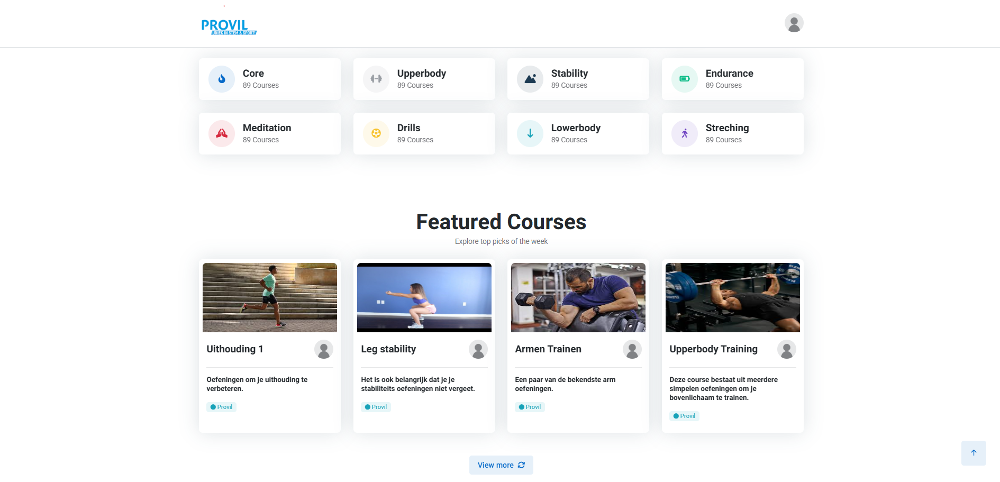 PROVIL
UNIEK IN STEM & SPORT!
Core
89 Courses
Upperbody
89 Courses
Stability
89 Courses
Endurance
89 Courses
Meditation
89 Courses
Drills
89 Courses
Lowerbody
89 Courses
Streching
89 Courses
Featured Courses
Explore top picks of the week
Uithouding 1
Oefeningen om je uithouding te
verbeteren.
Provil
Leg stability
Het is ook belangrijk dat je je
stabiliteits oefeningen niet vergeet.
Provil
Armen Trainen
Een paar van de bekendste arm
oefeningen.
Provil
Upperbody Training
Deze course bestaat uit meerdere
simpelen oefeningen om je
bovenlichaam te trainen.
Provil
View more